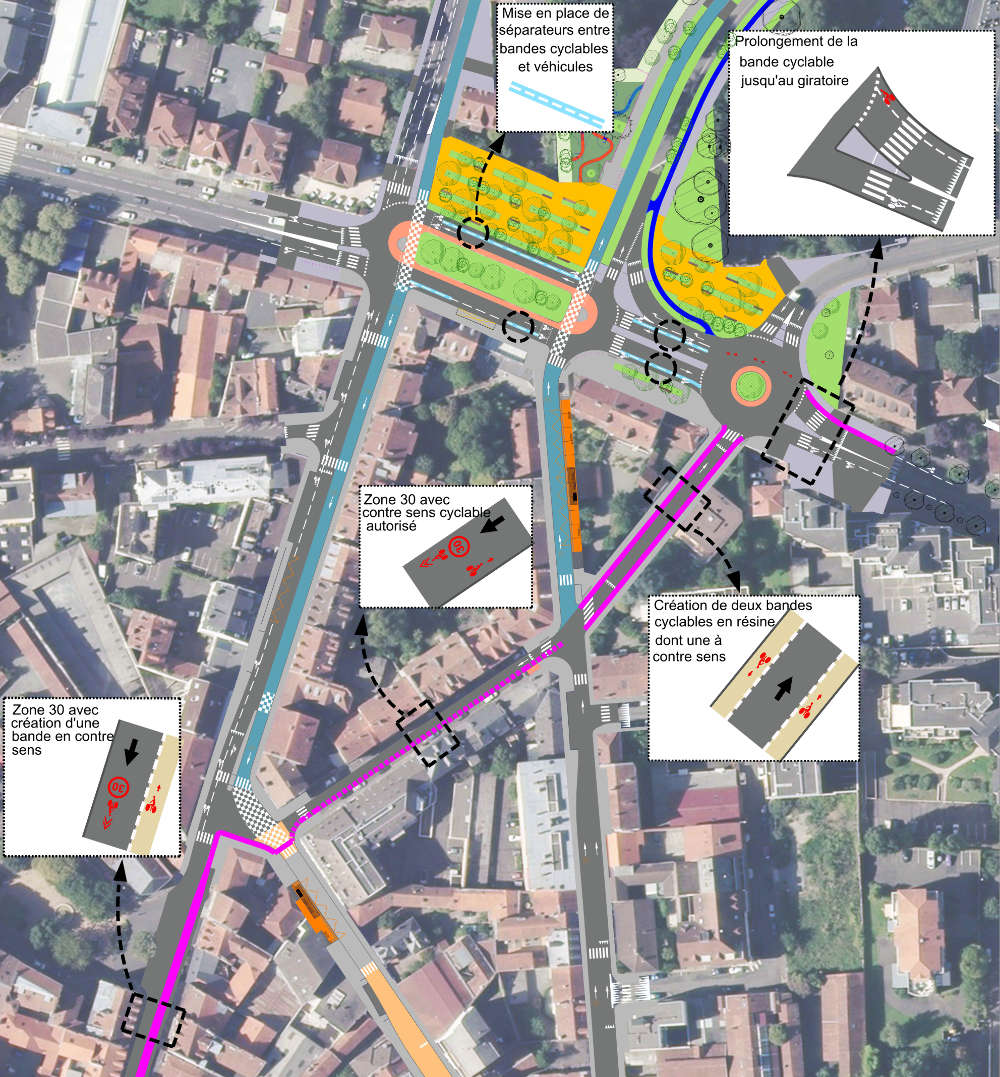 Mise en place de
séparateurs entre
bandes cyclables
et véhicules
Prolongement de la
bande cyclable
jusqu'au giratoire
Zone 30 avec
contre sens cyclable
autorisé
30
Création de deux bandes
cyclables en résine
dont une à
contre sens
Zone 30 avec
création d'une
bande en contre
sens
30